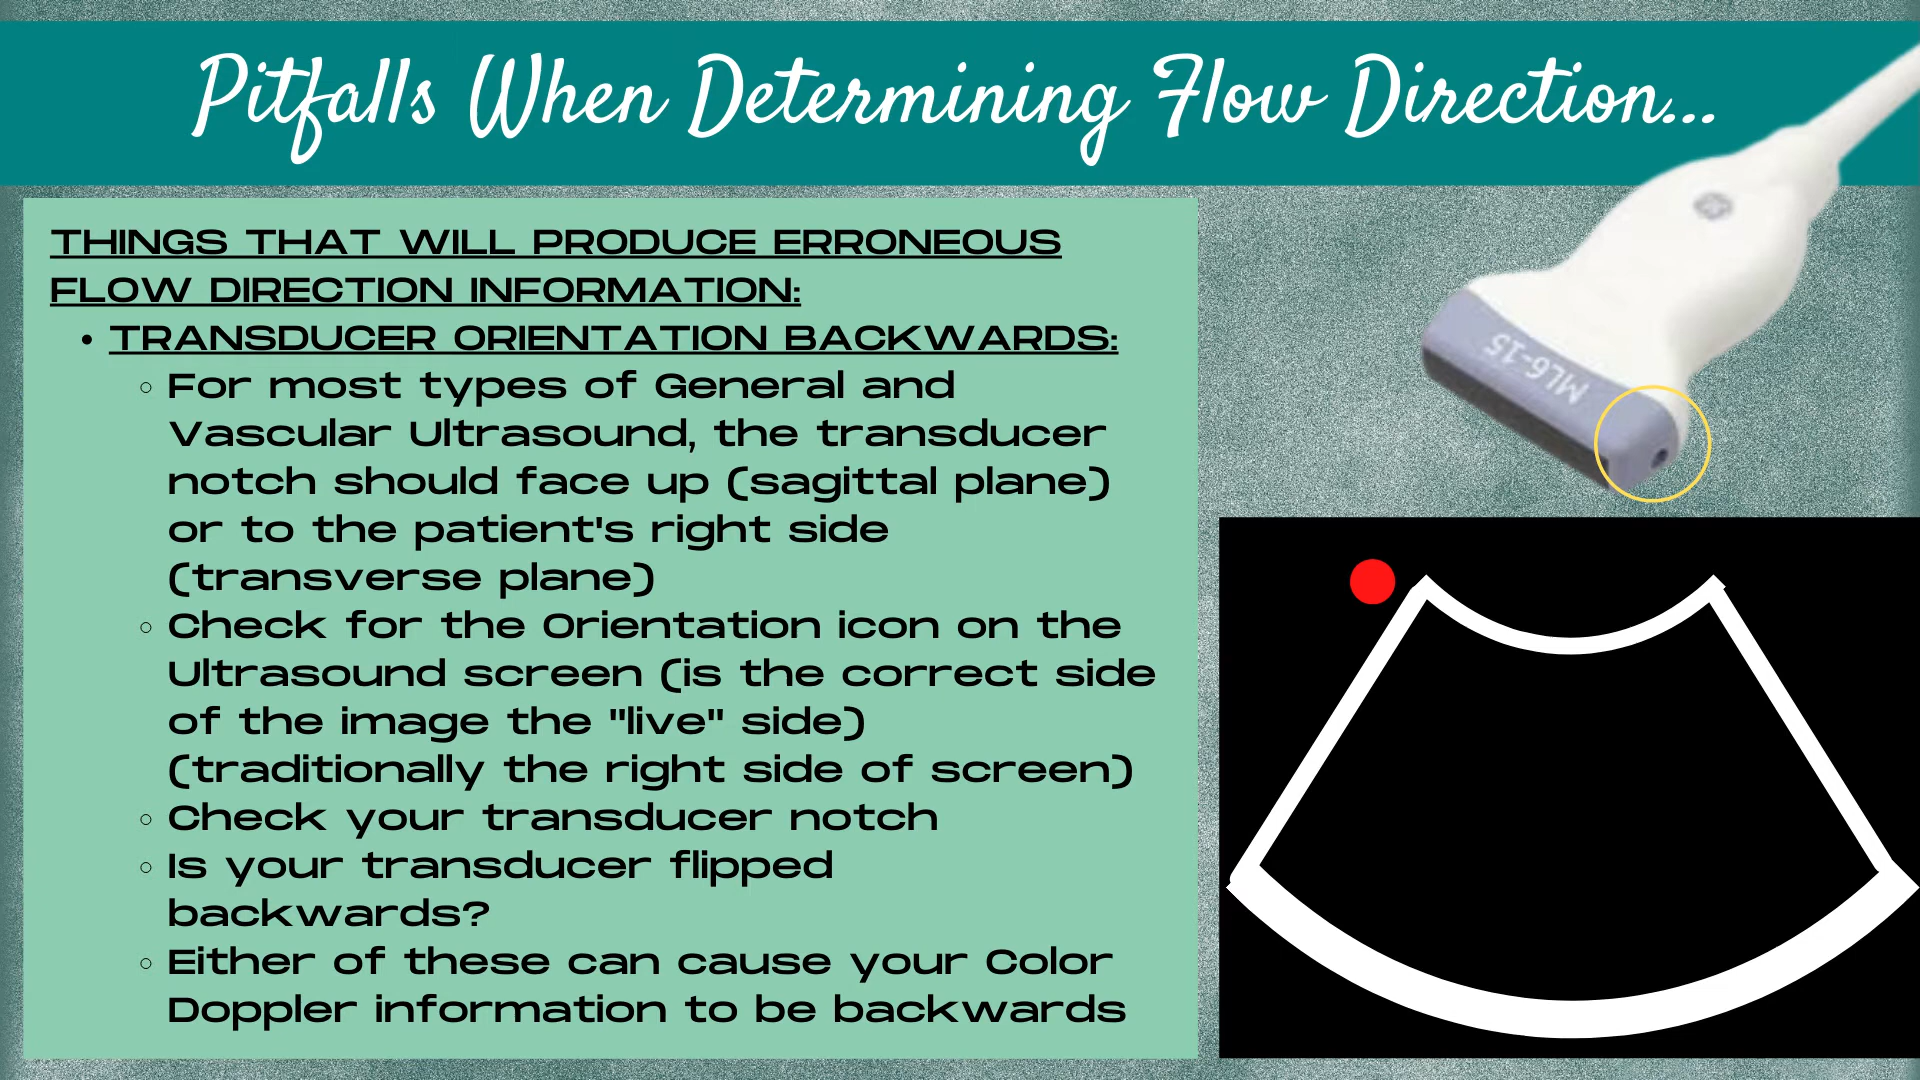 Pitfalls When Determining Flow Direction...
THINGS THAT WILL PRODUCE ERRONEOUS
FLOW DIRECTION INFORMATION:
• TRANSDUCER ORIENTATION BACKWARDS:
○ For most types of General and
Vascular Ultrasound, the transducer
notch should face up (sagittal plane)
or to the patient's right side
(transverse plane)
○ Check for the Orientation icon on the
Ultrasound screen (is the correct side
of the image the "live" side)
(traditionally the right side of screen)
○ Check your transducer notch
○ Is your transducer flipped
backwards?
○ Either of these can cause your Color
Doppler information to be backwards
ML6-15